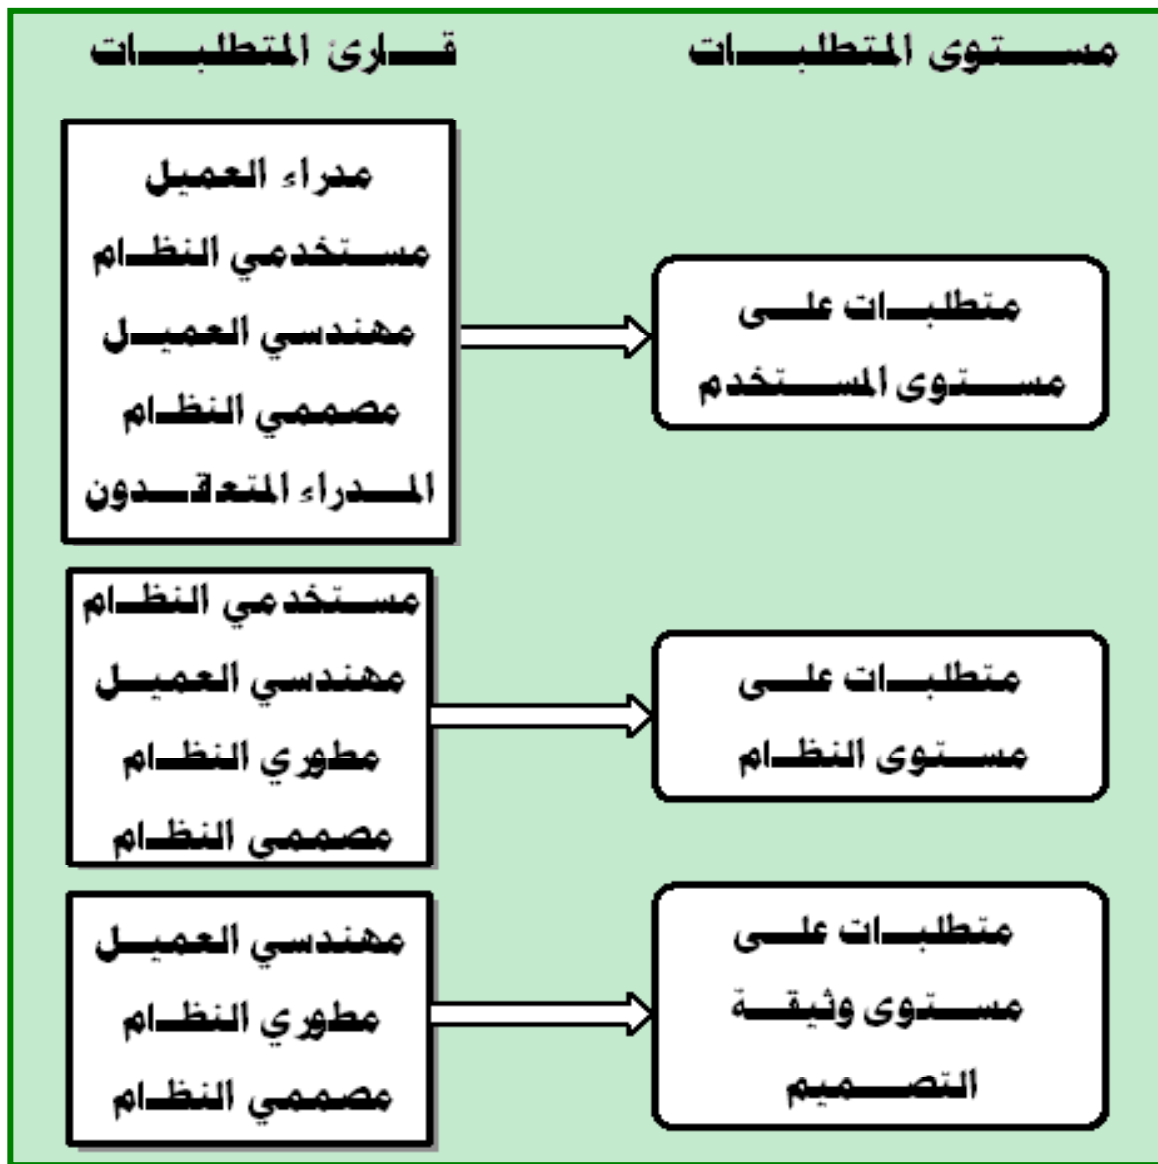 مستوى المتطلبات
قارئ المتطلبات
متطلبات على
مستوى المستخدم
مدراء العميل
مستخدمي النظام
مهندسي العميل
مصممي النظام
المدراء المتعاقدون
متطلبات على
مستوى النظام
مستخدمي النظام
مهندسي العميل
مطوري النظام
مصممي النظام
متطلبات على
مستوى وثيقة
التصميم
مهندسي العميل
مطوري النظام
مصممي النظام